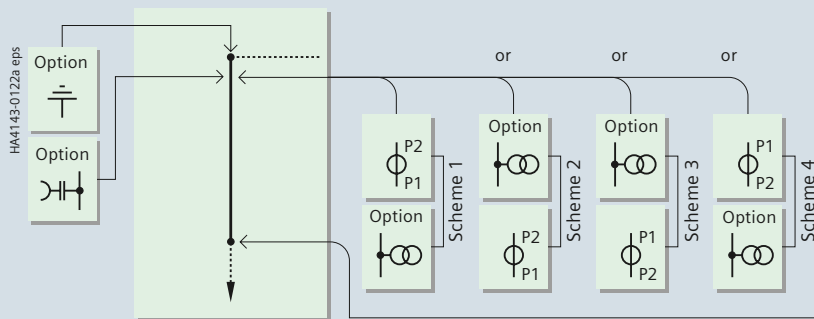 HA4143-0122a eps
Option
Option
or
or
or
P2
P1
Option
Scheme 1
Option
P2
P1
Scheme 2
Option
P1
P2
Scheme 3
P1
P2
Option
Scheme 4